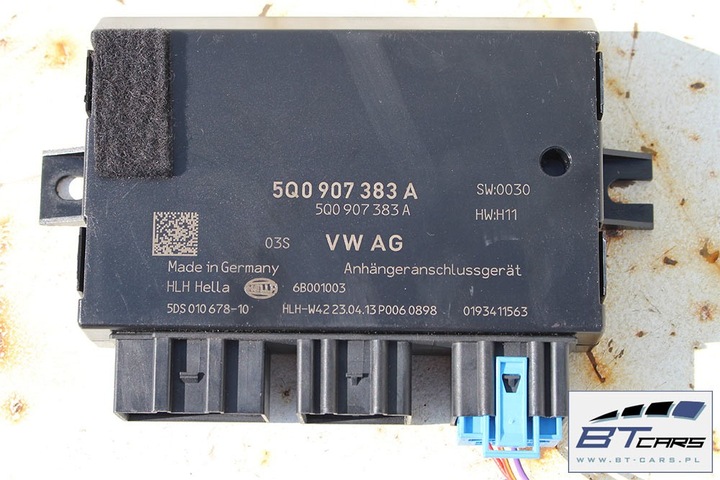 5Q0 907 383 A
5Q0 907 383 A
SW:0030
HW:H11
03S VW AG
Made in Germany Anhängeranschlussgerät
HLH Hella HELLA 6B001003
5DS 010 678-10 HLH-W42 23.04.13 P006 0898 0193411563
BT CARS
WWW.BT-CARS.PL